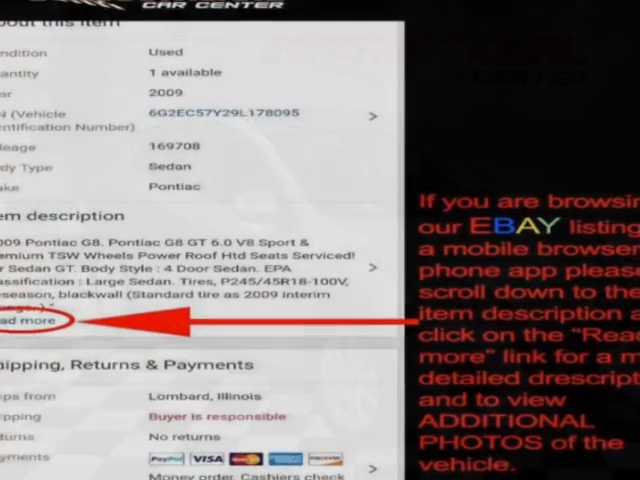 CAR CENTER
bout this item
ndition Used
antity 1 available
ar 2009
N (Vehicle 6G2EC57Y29L178095
entification Number)
leage 169708
dy Type Sedan
ake Pontiac
em description
009 Pontiac G8. Pontiac G8 GT 6.0 V8 Sport &
emium TSW Wheels Power Roof Htd Seats Serviced!
r Sedan GT. Body Style : 4 Door Sedan. EPA
assification : Large Sedan. Tires, P245/45R18-100V,
-season, blackwall (Standard tire as 2009 interim
ad more
hipping, Returns & Payments
ips from Lombard, Illinois
ipping Buyer is responsible
turns No returns
yments PayPal VISA DISCOVER
Money order, Cashiers check
If you are browsin
our EBAY listing
a mobile browser
phone app please
scroll down to the
item description a
click on the "Read
more" link for a m
detailed drescript
and to view
ADDITIONAL
PHOTOS of the
vehicle.